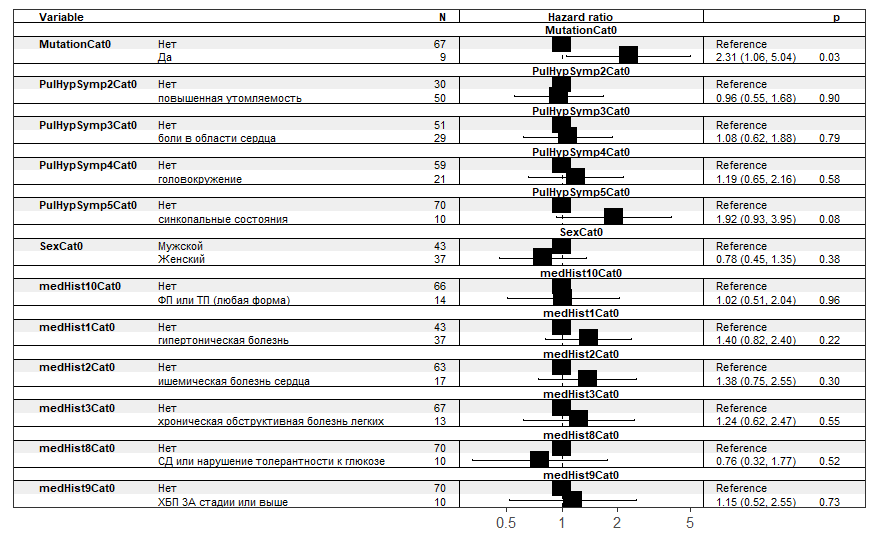 Variable N Hazard ratio p
MutationCat0
MutationCat0 Нет 67 Reference
Да 9 2.31 (1.06, 5.04) 0.03
PulHypSymp2Cat0
PulHypSymp2Cat0 Нет 30 Reference
повышенная утомляемость 50 0.96 (0.55, 1.68) 0.90
PulHypSymp3Cat0
PulHypSymp3Cat0 Нет 51 Reference
боли в области сердца 29 1.08 (0.62, 1.88) 0.79
PulHypSymp4Cat0
PulHypSymp4Cat0 Нет 59 Reference
головокружение 21 1.19 (0.65, 2.16) 0.58
PulHypSymp5Cat0
PulHypSymp5Cat0 Нет 70 Reference
синкопальные состояния 10 1.92 (0.93, 3.95) 0.08
SexCat0
SexCat0 Мужской 43 Reference
Женский 37 0.78 (0.45, 1.35) 0.38
medHist10Cat0
medHist10Cat0 Нет 66 Reference
ФП или ТП (любая форма) 14 1.02 (0.51, 2.04) 0.96
medHist1Cat0
medHist1Cat0 Нет 43 Reference
гипертоническая болезнь 37 1.40 (0.82, 2.40) 0.22
medHist2Cat0
medHist2Cat0 Нет 63 Reference
ишемическая болезнь сердца 17 1.38 (0.75, 2.55) 0.30
medHist3Cat0
medHist3Cat0 Нет 67 Reference
хроническая обструктивная болезнь легких 13 1.24 (0.62, 2.47) 0.55
medHist8Cat0
medHist8Cat0 Нет 70 Reference
СД или нарушение толерантности к глюкозе 10 0.76 (0.32, 1.77) 0.52
medHist9Cat0
medHist9Cat0 Нет 70 Reference
ХБП 3А стадии или выше 10 1.15 (0.52, 2.55) 0.73
0.5 1 2 5